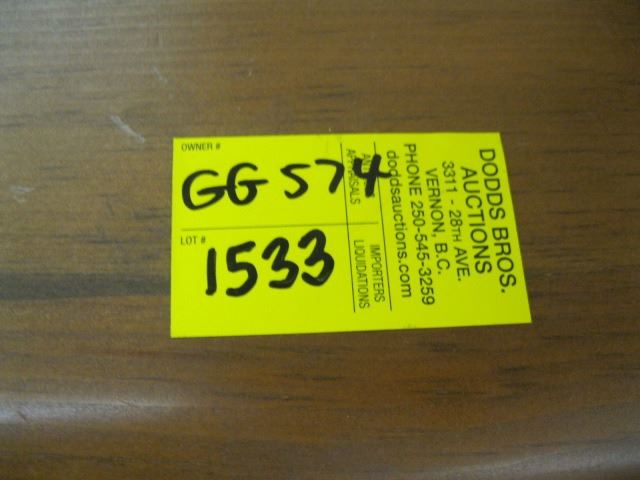 OWNER #
GG 574
LOT #
1533
DODDS BROS.
AUCTIONS
3311 - 28TH AVE.
VERNON, B.C.
PHONE 250-545-3259
doddsauctions.com
IMPORTERS
APPRAISALS LIQUIDATIONS